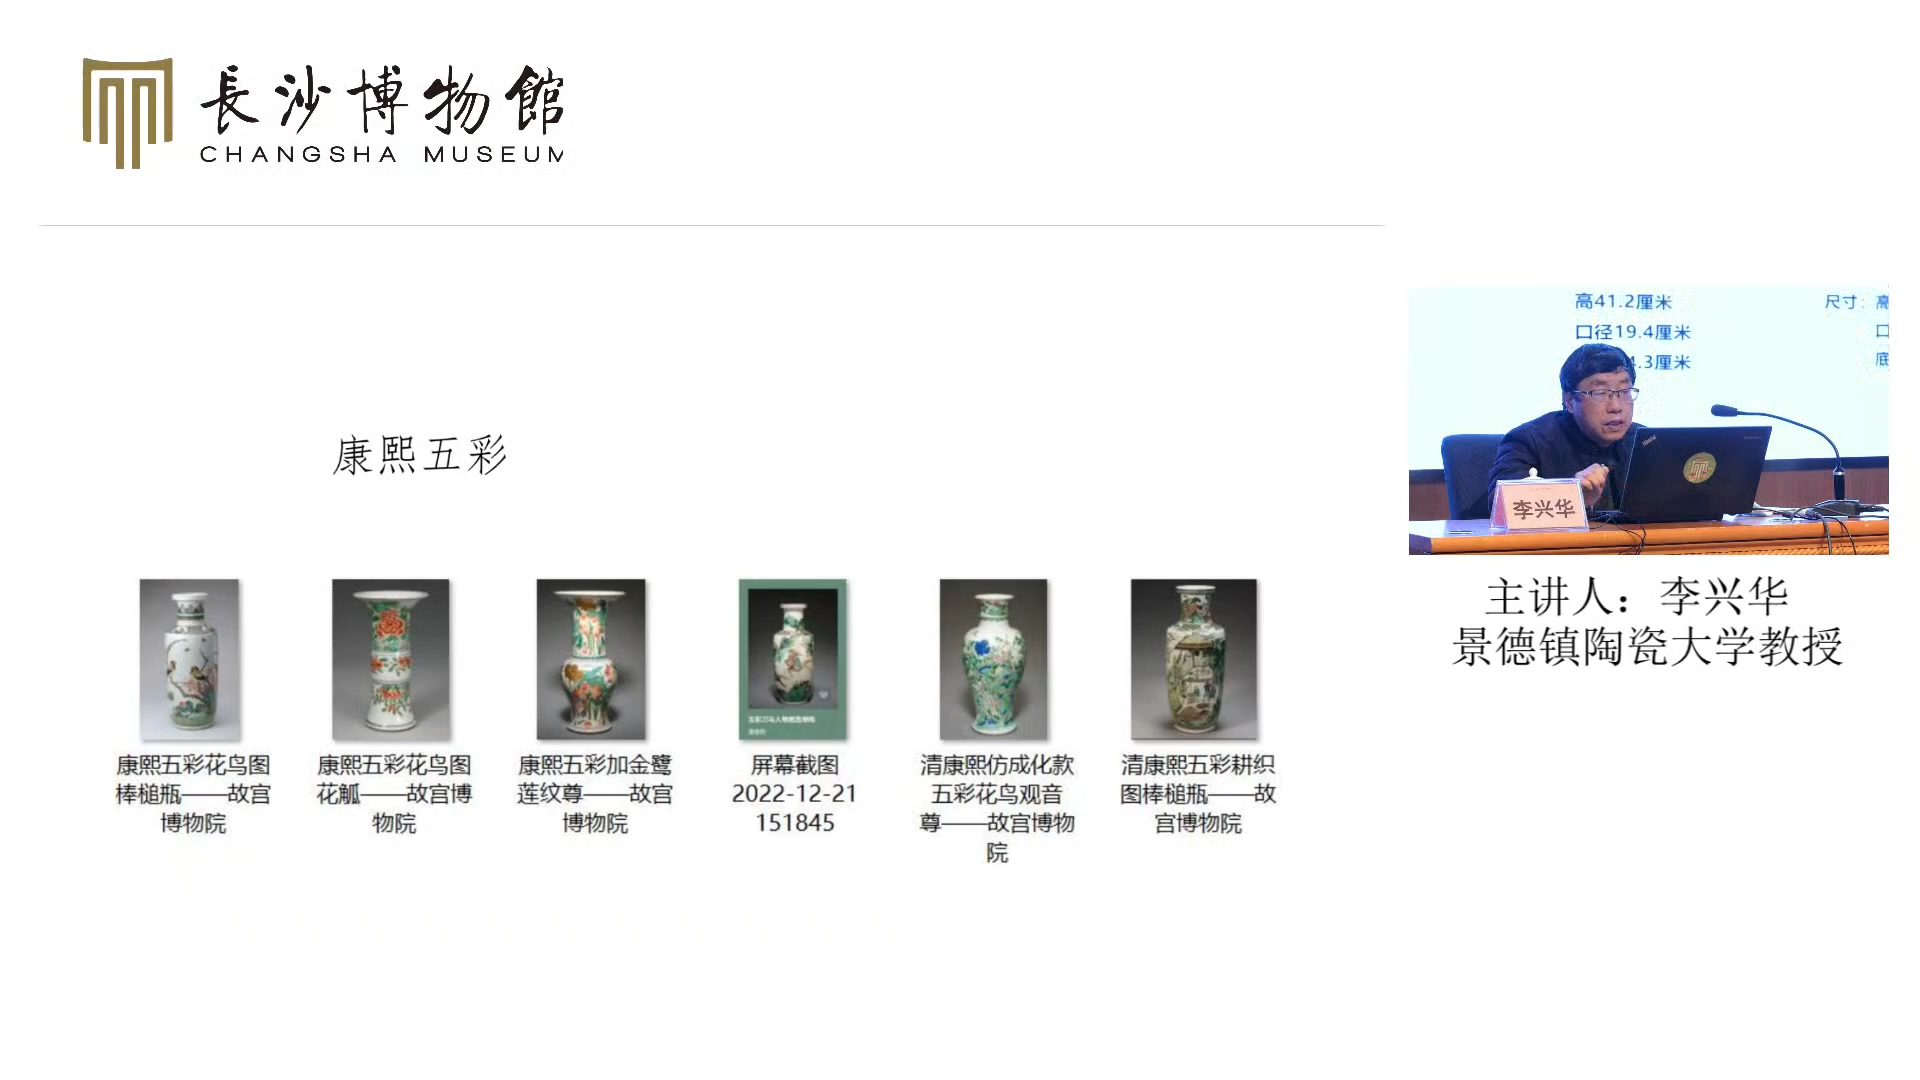 長沙博物館
CHANGSHA MUSEUM
高41.2厘米
尺寸：高
口径19.4厘米
口
.3厘米
底
康熙五彩
李兴华
主讲人：李兴华
景德镇陶瓷大学教授
康熙五彩花鸟图
棒槌瓶——故宫
博物院
康熙五彩花鸟图
花觚——故宫博
物院
康熙五彩加金鹭
莲纹尊——故宫
博物院
屏幕截图
2022-12-21
151845
清康熙仿成化款
五彩花鸟观音
尊——故宫博物
院
清康熙五彩耕织
图棒槌瓶——故
宫博物院